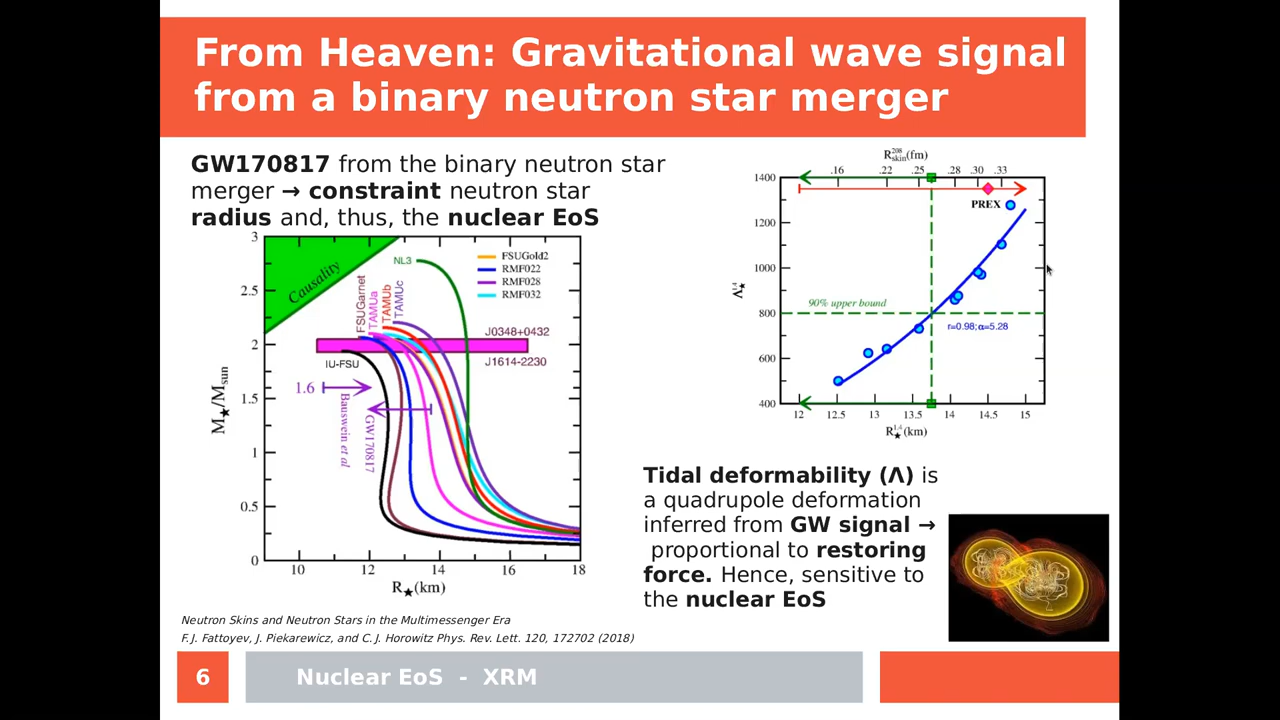 From Heaven: Gravitational wave signal
from a binary neutron star merger
GW170817 from the binary neutron star
merger → constraint neutron star
radius and, thus, the nuclear EoS
3
2.5
2
1.5
1
0.5
0
M★/Msun
10
12
14
16
18
R★(km)
Causality
NL3
FSUGarnet
TAMUa
TAMUb
TAMUc
FSUGold2
RMF022
RMF028
RMF032
J0348+0432
J1614-2230
IU-FSU
1.6
Bauswein et al
GW170817
R²⁰⁸skin(fm)
.16
.22
.25
.28
.30
.33
1400
1200
1000
800
600
400
Λ★¹·⁴
PREX
90% upper bound
r=0.98;α=5.28
12
12.5
13
13.5
14
14.5
15
R★¹·⁴(km)
Tidal deformability (Λ) is
a quadrupole deformation
inferred from GW signal →
proportional to restoring
force. Hence, sensitive to
the nuclear EoS
Neutron Skins and Neutron Stars in the Multimessenger Era
F.J. Fattoyev, J. Piekarewicz, and C.J. Horowitz Phys. Rev. Lett. 120, 172702 (2018)
6
Nuclear EoS - XRM